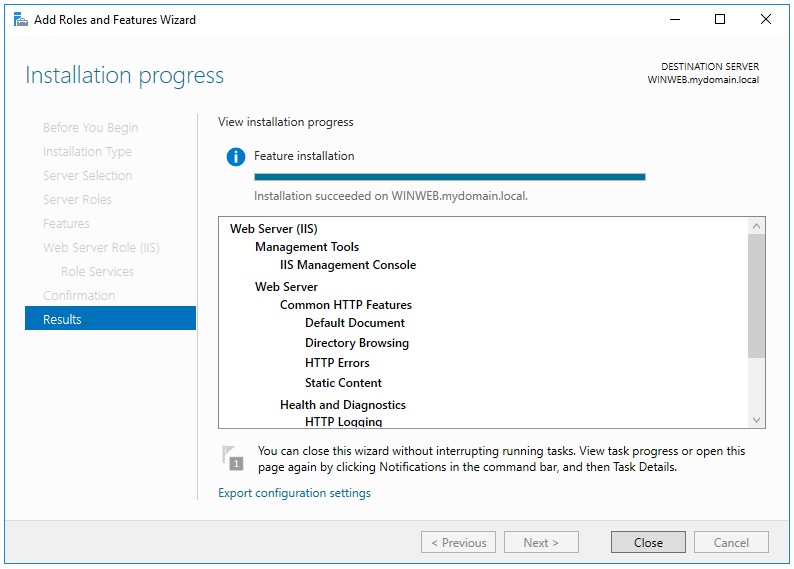 Add Roles and Features Wizard
Installation progress
DESTINATION SERVER
WINWEB.mydomain.local
Before You Begin
Installation Type
Server Selection
Server Roles
Features
Web Server Role (IIS)
Role Services
Confirmation
Results
View installation progress
Feature installation
Installation succeeded on WINWEB.mydomain.local.
Web Server (IIS)
Management Tools
IIS Management Console
Web Server
Common HTTP Features
Default Document
Directory Browsing
HTTP Errors
Static Content
Health and Diagnostics
HTTP Logging
1
You can close this wizard without interrupting running tasks. View task progress or open this
page again by clicking Notifications in the command bar, and then Task Details.
Export configuration settings
< Previous
Next >
Close
Cancel